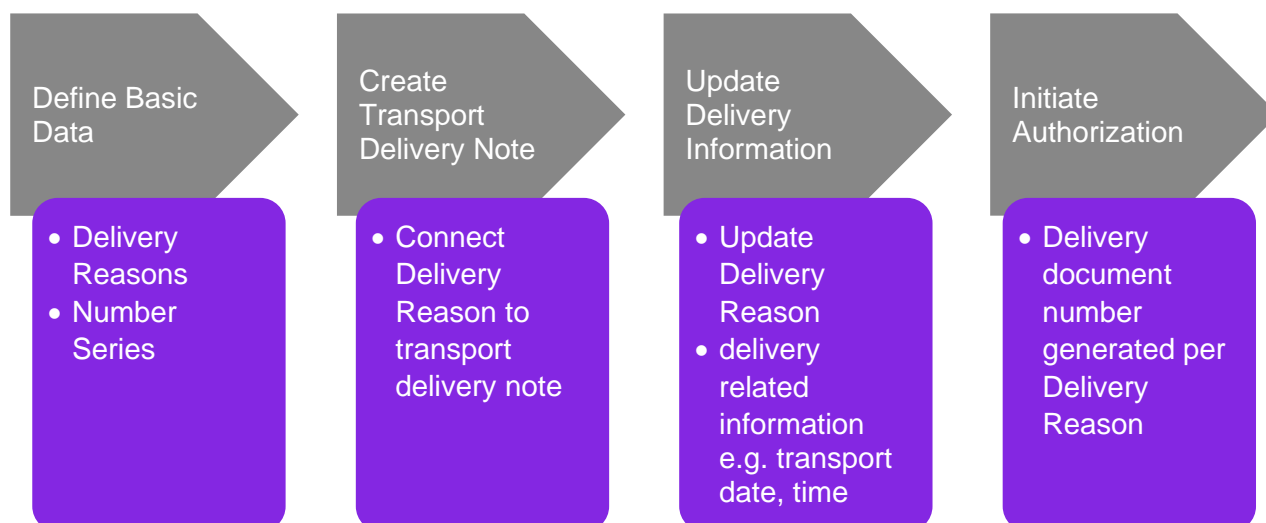 Define Basic
Data
• Delivery
Reasons
• Number
Series
Create
Transport
Delivery Note
• Connect
Delivery
Reason to
transport
delivery note
Update
Delivery
Information
• Update
Delivery
Reason
• delivery
related
information
e.g. transport
date, time
Initiate
Authorization
• Delivery
document
number
generated per
Delivery
Reason